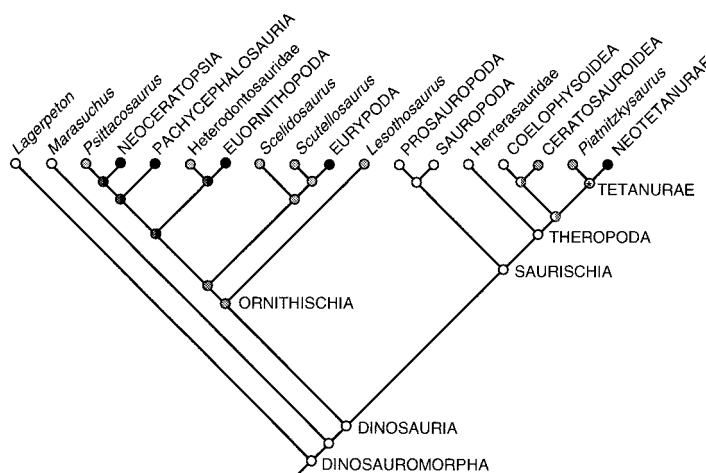 Lagerpeton
Marasuchus
Psittacosaurus
NEOCERATOPSIA
PACHYCEPHALOSAURIA
Heterodontosauridae
EUORNITHOPODA
Scelidosaurus
Scutellosaurus
EURYPODA
Lesothosaurus
PROSAUROPODA
SAUROPODA
Herrerasauridae
COELOPHYSOIDEA
CERATOSAUROIDEA
Piatnitzkysaurus
NEOTETANURAE
TETANURAE
THEROPODA
SAURISCHIA
ORNITHISCHIA
DINOSAURIA
DINOSAUROMORPHA